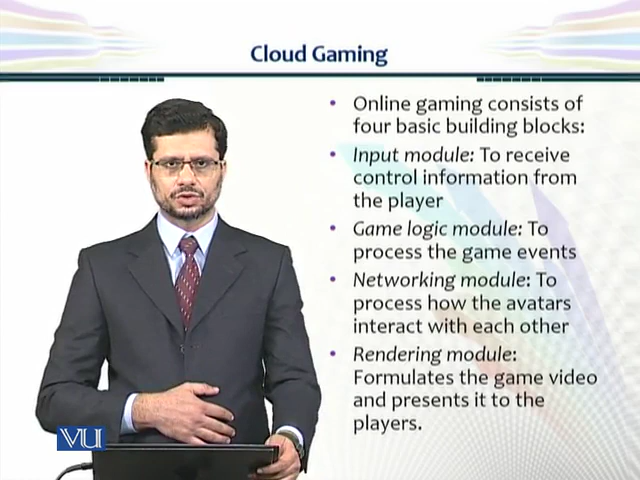 Cloud Gaming
• Online gaming consists of
four basic building blocks:
• Input module: To receive
control information from
the player
• Game logic module: To
process the game events
• Networking module: To
process how the avatars
interact with each other
• Rendering module:
Formulates the game video
and presents it to the
players.
VU